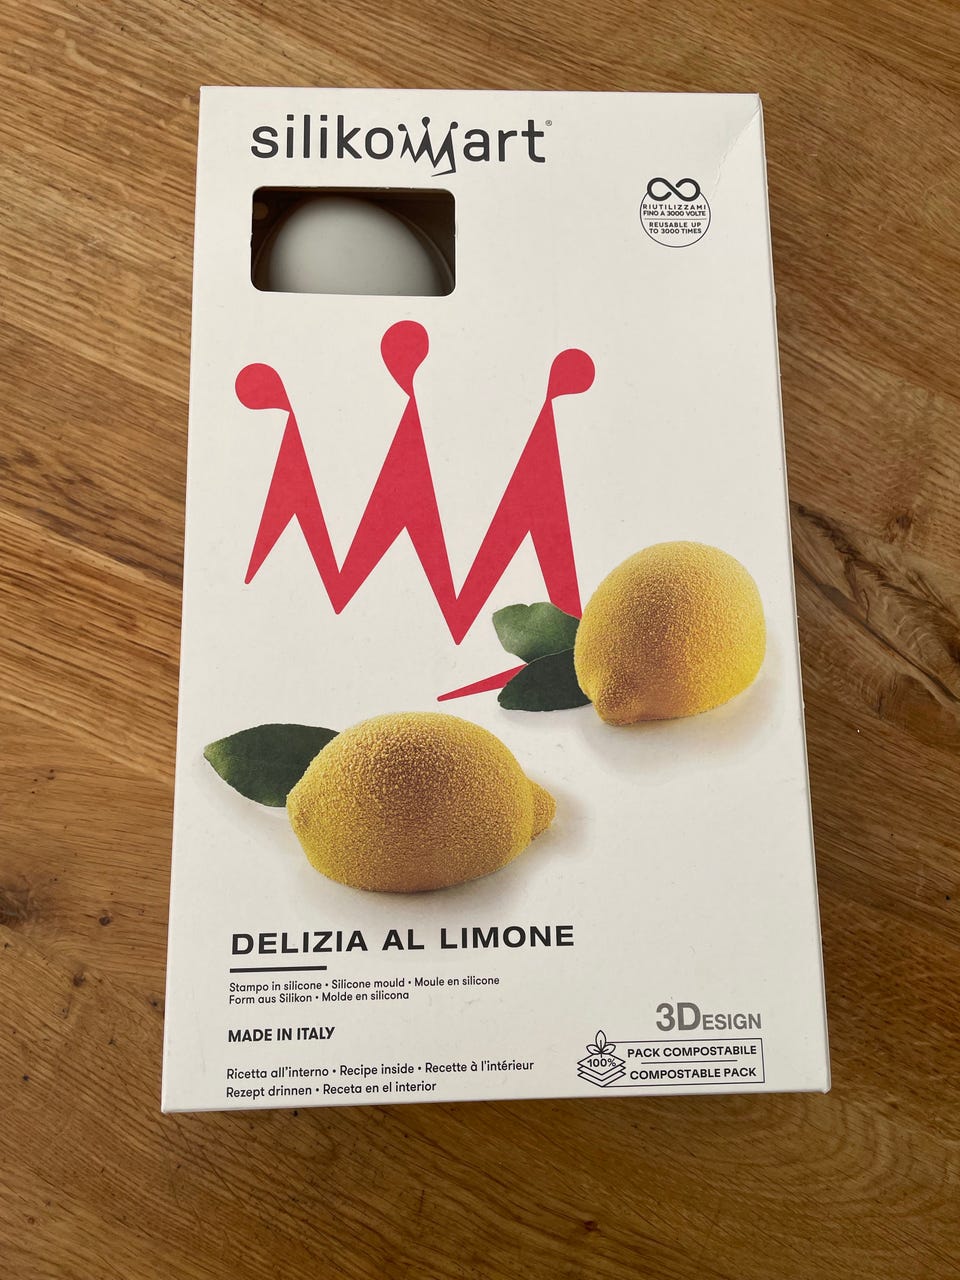 silikomart®
RIUTILIZZAMI
FINO A 3000 VOLTE
REUSABLE UP
TO 3000 TIMES
DELIZIA AL LIMONE
Stampo in silicone • Silicone mould • Moule en silicone
Form aus Silikon • Molde en silicona
MADE IN ITALY
3DESIGN
100%
PACK COMPOSTABILE
COMPOSTABLE PACK
Ricetta all'interno • Recipe inside • Recette à l'intérieur
Rezept drinnen • Receta en el interior